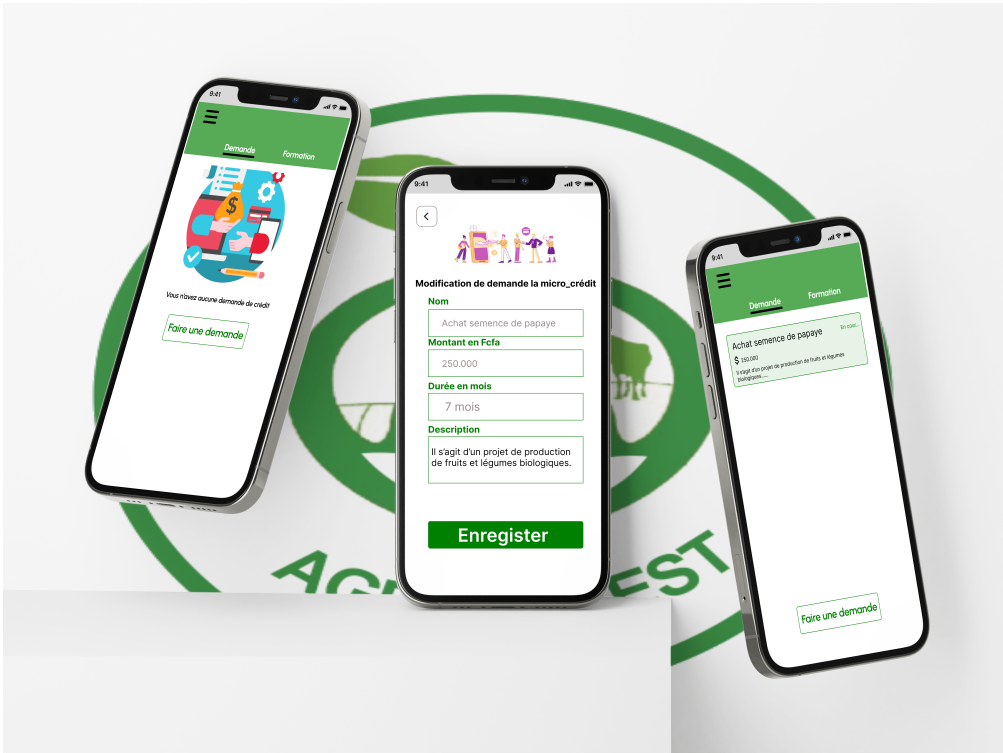 9:41
Demande
Formation
$
Vous n'avez aucune demande de crédit
Faire une demande
9:41
Modification de demande la micro_crédit
Nom
Achat semence de papaye
Montant en Fcfa
250.000
Durée en mois
7 mois
Description
Il s'agit d'un projet de production
de fruits et légumes biologiques.
Enregister
9:41
Demande
Formation
Achat semence de papaye
En cour...
$ 250.000
Il s'agit d'un projet de production de fruits et légumes
biologiques.....
Faire une demande
AG
EST